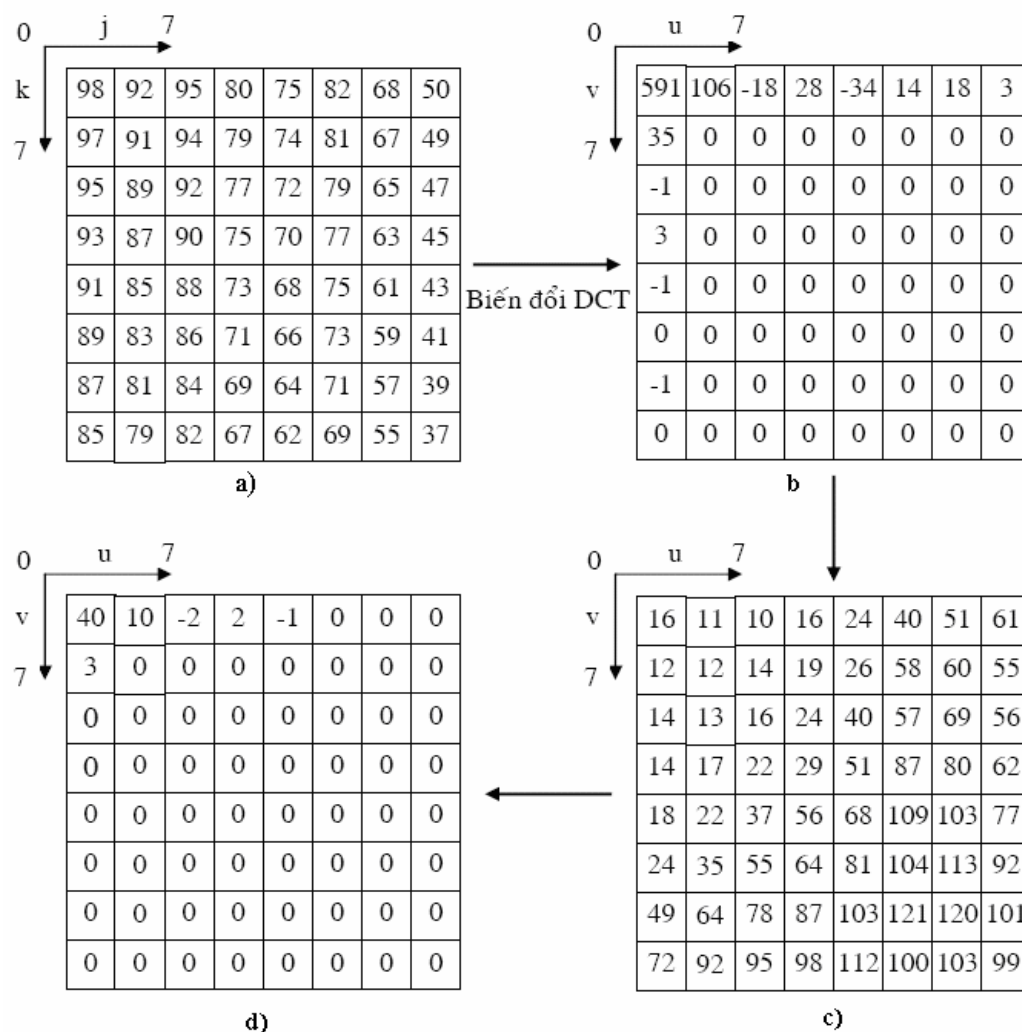 0 j 7
k
7
98 92 95 80 75 82 68 50
97 91 94 79 74 81 67 49
95 89 92 77 72 79 65 47
93 87 90 75 70 77 63 45
91 85 88 73 68 75 61 43
89 83 86 71 66 73 59 41
87 81 84 69 64 71 57 39
85 79 82 67 62 69 55 37
a)
Biến đổi DCT
0 u 7
v
7
591 106 -18 28 -34 14 18 3
35 0 0 0 0 0 0 0
-1 0 0 0 0 0 0 0
3 0 0 0 0 0 0 0
-1 0 0 0 0 0 0 0
0 0 0 0 0 0 0 0
-1 0 0 0 0 0 0 0
0 0 0 0 0 0 0 0
b
0 u 7
v
7
40 10 -2 2 -1 0 0 0
3 0 0 0 0 0 0 0
0 0 0 0 0 0 0 0
0 0 0 0 0 0 0 0
0 0 0 0 0 0 0 0
0 0 0 0 0 0 0 0
0 0 0 0 0 0 0 0
0 0 0 0 0 0 0 0
d)
0 u 7
v
7
16 11 10 16 24 40 51 61
12 12 14 19 26 58 60 55
14 13 16 24 40 57 69 56
14 17 22 29 51 87 80 62
18 22 37 56 68 109 103 77
24 35 55 64 81 104 113 92
49 64 78 87 103 121 120 101
72 92 95 98 112 100 103 99
c)